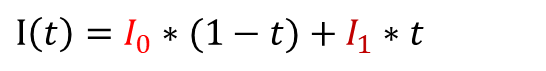 I(t) = I₀ * (1 − t) + I₁ * t